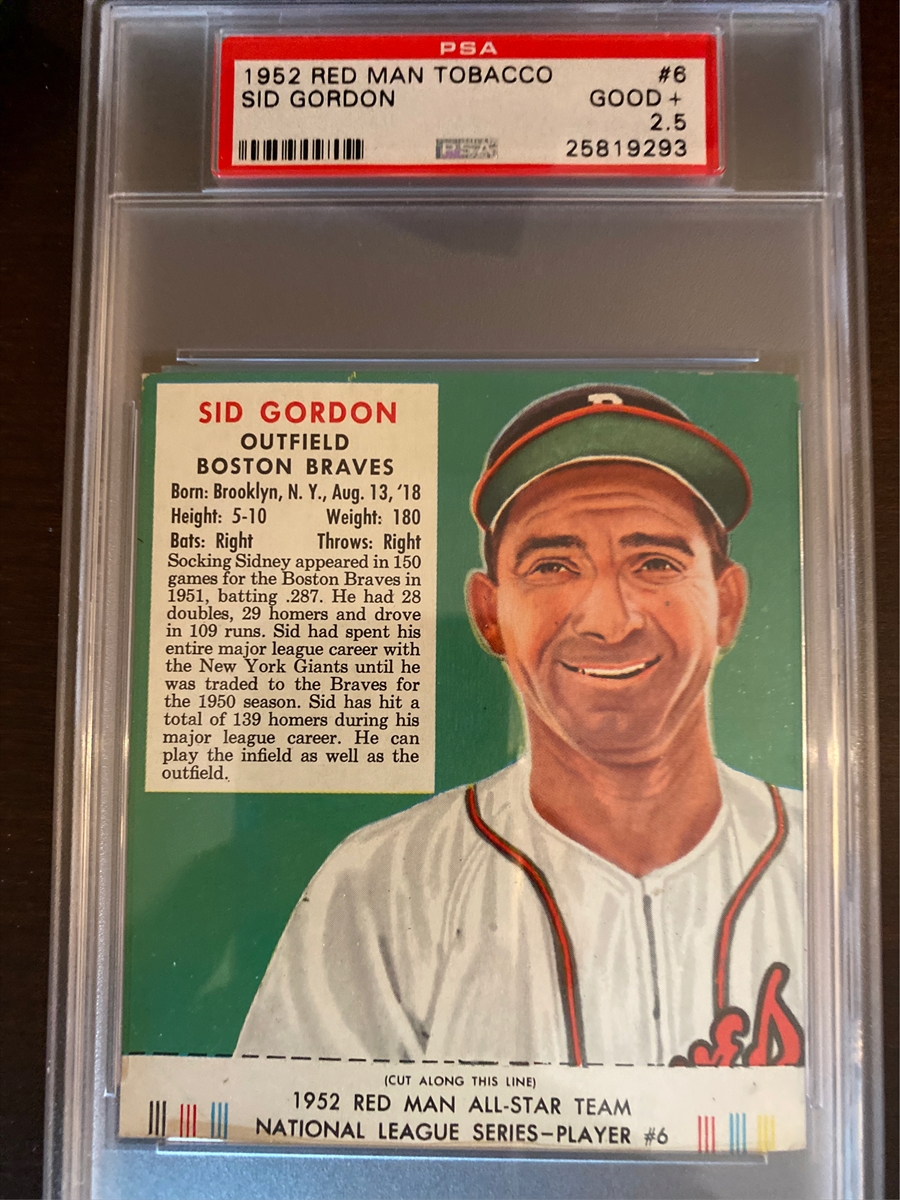 PSA
1952 RED MAN TOBACCO #6
SID GORDON GOOD +
2.5
25819293
PSA
B
SID GORDON
OUTFIELD
BOSTON BRAVES
Born: Brooklyn, N. Y., Aug. 13, '18
Height: 5-10 Weight: 180
Bats: Right Throws: Right
Socking Sidney appeared in 150
games for the Boston Braves in
1951, batting .287. He had 28
doubles, 29 homers and drove
in 109 runs. Sid had spent his
entire major league career with
the New York Giants until he
was traded to the Braves for
the 1950 season. Sid has hit a
total of 139 homers during his
major league career. He can
play the infield as well as the
outfield.
(CUT ALONG THIS LINE)
1952 RED MAN ALL-STAR TEAM
NATIONAL LEAGUE SERIES–PLAYER #6